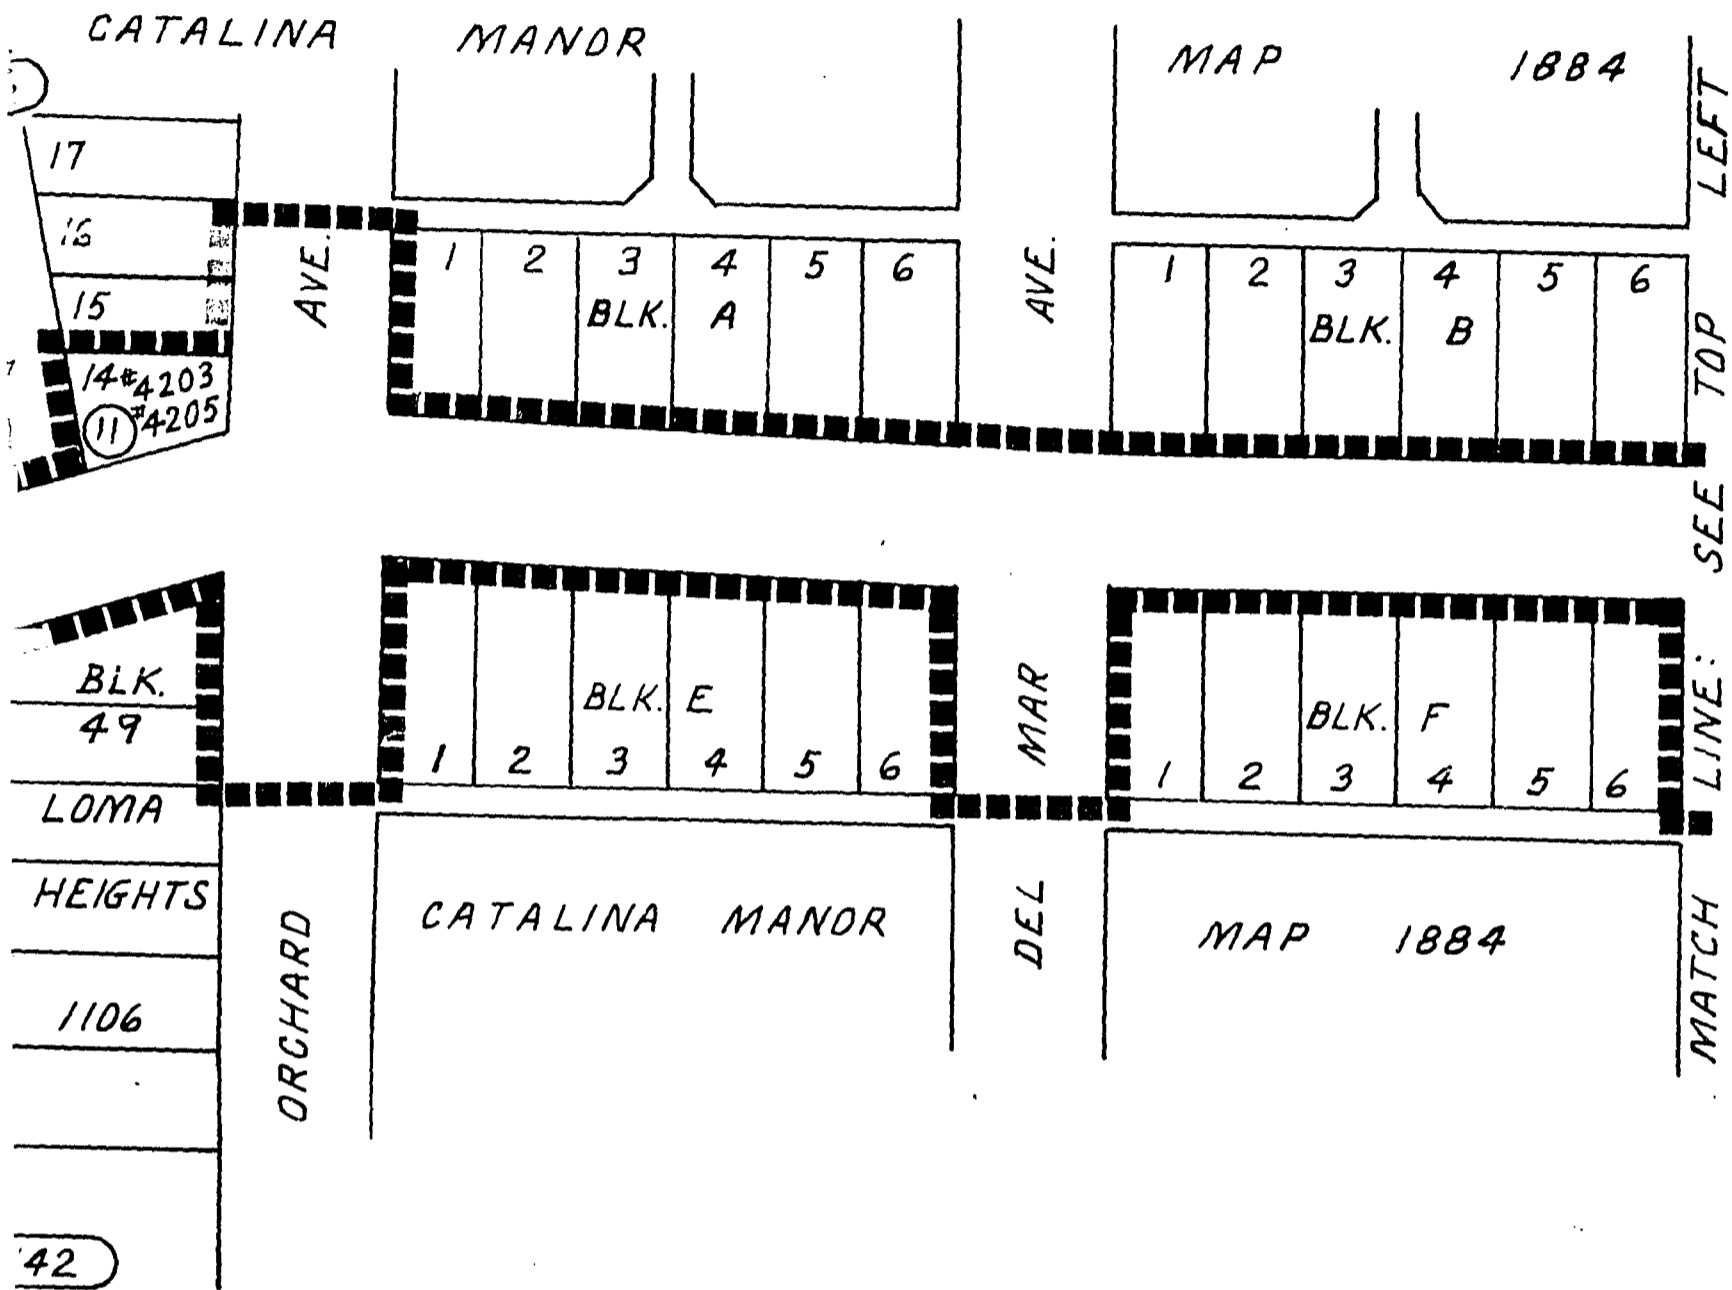 CATALINA MANOR MAP 1884
17
16
15
14 #4203
#4205
11
AVE.
1 2 3 4 5 6
BLK. A
AVE.
1 2 3 4 5 6
BLK. B
BLK.
49
LOMA
HEIGHTS
1106
42
ORCHARD
BLK. E
1 2 3 4 5 6
DEL MAR
BLK. F
1 2 3 4 5 6
CATALINA MANOR MAP 1884
MATCH LINE: SEE TOP LEFT